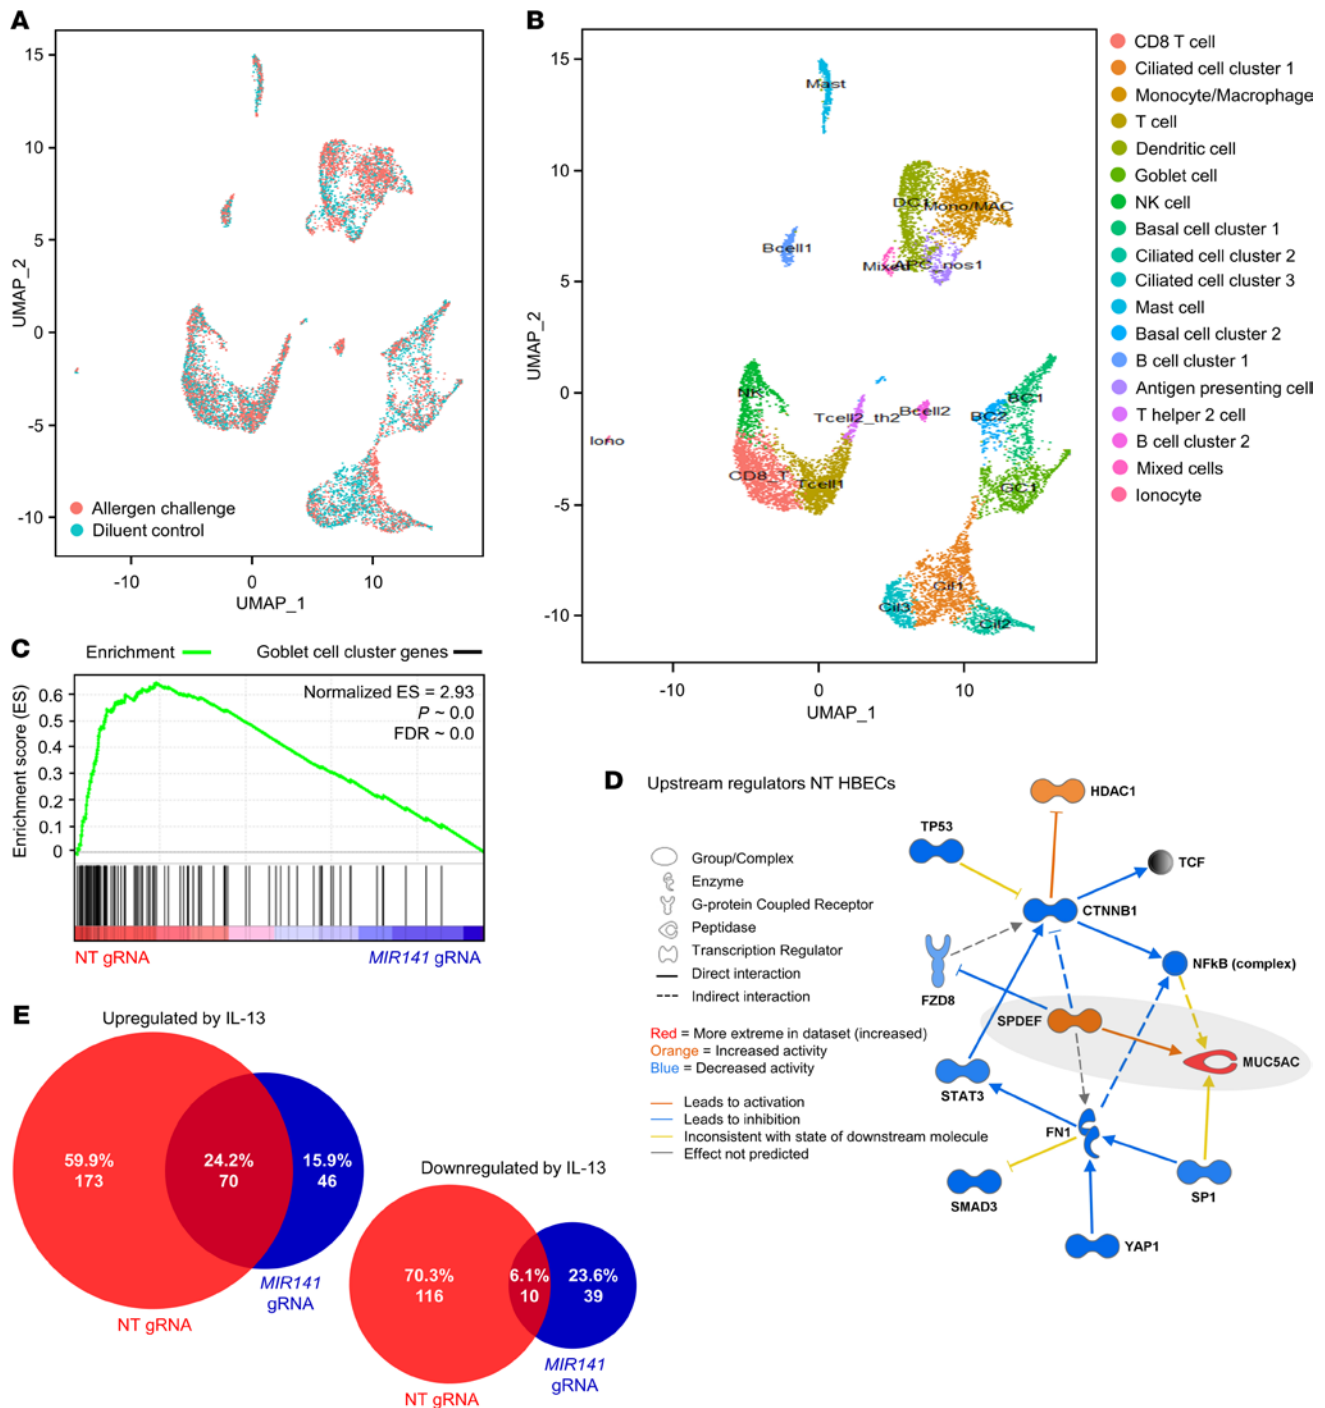 A
15
10
5
0
-5
-10
UMAP_2
Allergen challenge
Diluent control
-10
0
10
UMAP_1
B
15
10
5
0
-5
-10
UMAP_2
Mast
DC1
Mono/MAC
Bcell1
Mixed
APC_nos1
NK
Tcell2_th2
Bcell2
BC1
BC2
Iono
CD8_T
Tcell1
GC1
Cil1
Cil3
Cil2
-10
0
10
UMAP_1
CD8 T cell
Ciliated cell cluster 1
Monocyte/Macrophage
T cell
Dendritic cell
Goblet cell
NK cell
Basal cell cluster 1
Ciliated cell cluster 2
Ciliated cell cluster 3
Mast cell
Basal cell cluster 2
B cell cluster 1
Antigen presenting cell
T helper 2 cell
B cell cluster 2
Mixed cells
Ionocyte
C
Enrichment
Goblet cell cluster genes
Normalized ES = 2.93
P ~ 0.0
FDR ~ 0.0
Enrichment score (ES)
0.6
0.5
0.4
0.3
0.2
0.1
0
NT gRNA
MIR141 gRNA
D
Upstream regulators NT HBECs
Group/Complex
Enzyme
G-protein Coupled Receptor
Peptidase
Transcription Regulator
Direct interaction
Indirect interaction
Red = More extreme in dataset (increased)
Orange = Increased activity
Blue = Decreased activity
Leads to activation
Leads to inhibition
Inconsistent with state of downstream molecule
Effect not predicted
HDAC1
TP53
TCF
CTNNB1
NFkB (complex)
FZD8
SPDEF
MUC5AC
STAT3
FN1
SMAD3
SP1
YAP1
E
Upregulated by IL-13
59.9%
173
24.2%
70
15.9%
46
MIR141
gRNA
NT gRNA
Downregulated by IL-13
70.3%
116
6.1%
10
23.6%
39
MIR141
gRNA
NT gRNA